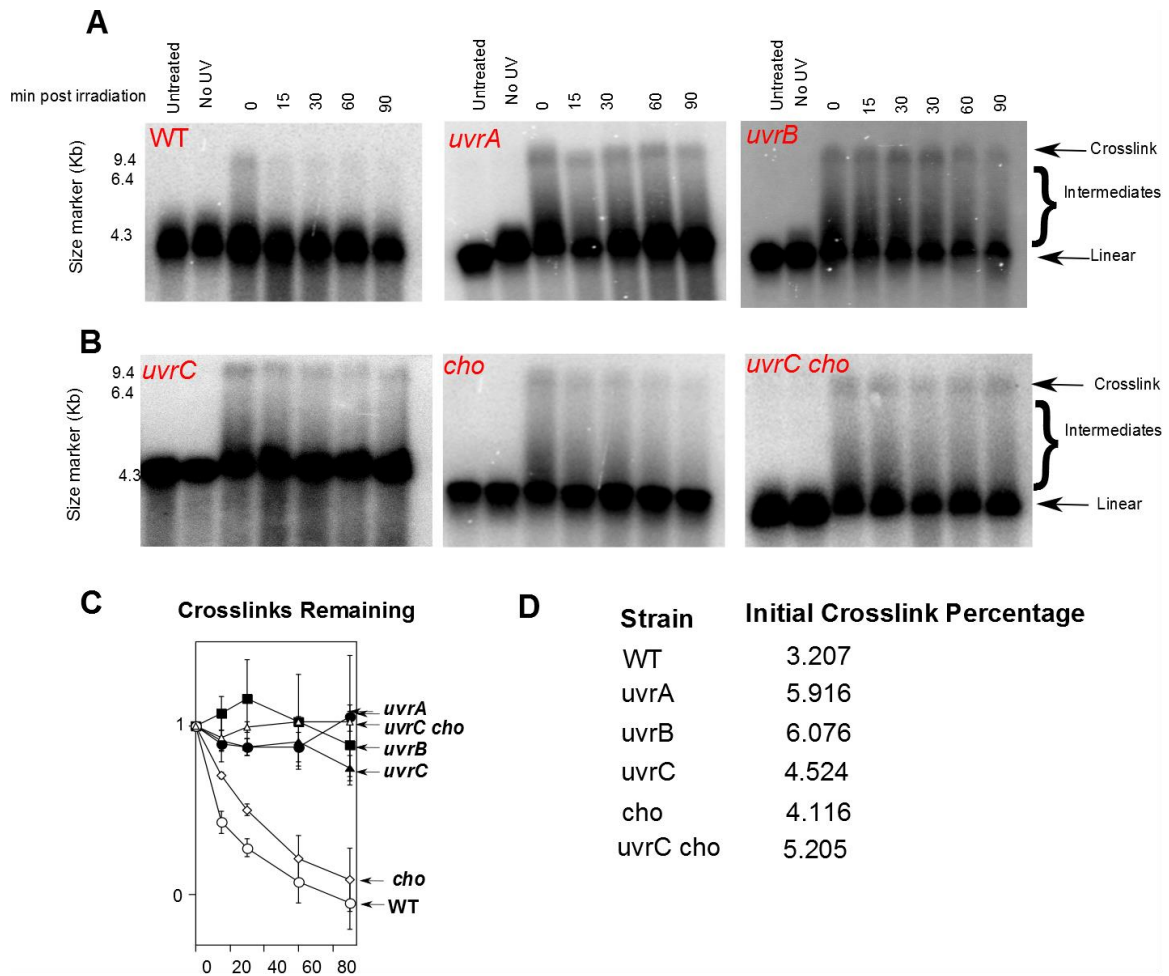 A
min post irradiation
Untreated No UV 0 15 30 60 90
Untreated No UV 0 15 30 60 90
Untreated No UV 0 15 30 30 60 90
Size marker (Kb)
9.4
6.4
4.3
WT
uvrA
uvrB
Crosslink
Intermediates
Linear
B
Size marker (Kb)
9.4
6.4
4.3
uvrC
cho
uvrC cho
Crosslink
Intermediates
Linear
C
Crosslinks Remaining
1
0
uvrA
uvrC cho
uvrB
uvrC
cho
WT
0 20 40 60 80
D
Strain Initial Crosslink Percentage
WT 3.207
uvrA 5.916
uvrB 6.076
uvrC 4.524
cho 4.116
uvrC cho 5.205